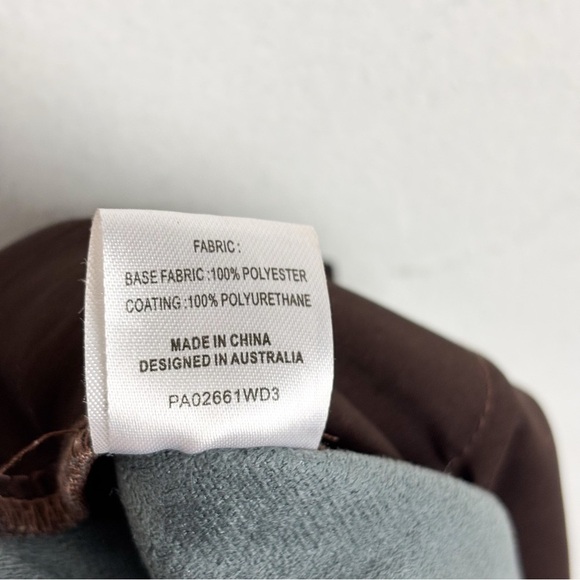 FABRIC :
BASE FABRIC :100% POLYESTER
COATING :100% POLYURETHANE
MADE IN CHINA
DESIGNED IN AUSTRALIA
PA02661WD3